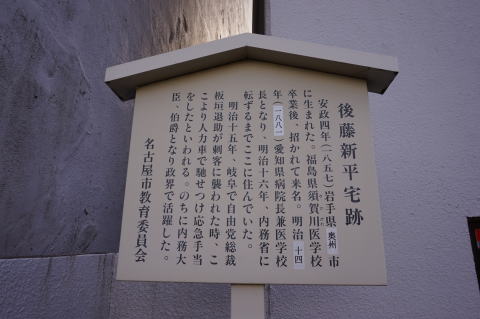 後藤新平宅跡
安政四年(一八五七)岩手県奥州市
に生まれた。福島県須賀川医学校
卒業後、招かれて来名。明治十四
年(一八八一)愛知県病院長兼医学校
長となり、明治十六年、内務省に
転ずるまでここに住んでいた。
明治十五年、岐阜で自由党総裁
板垣退助が刺客に襲われた時、こ
こより人力車で馳せつけ応急手当
をしたといわれる。のちに内務大
臣、伯爵となり政界で活躍した。
名古屋市教育委員会